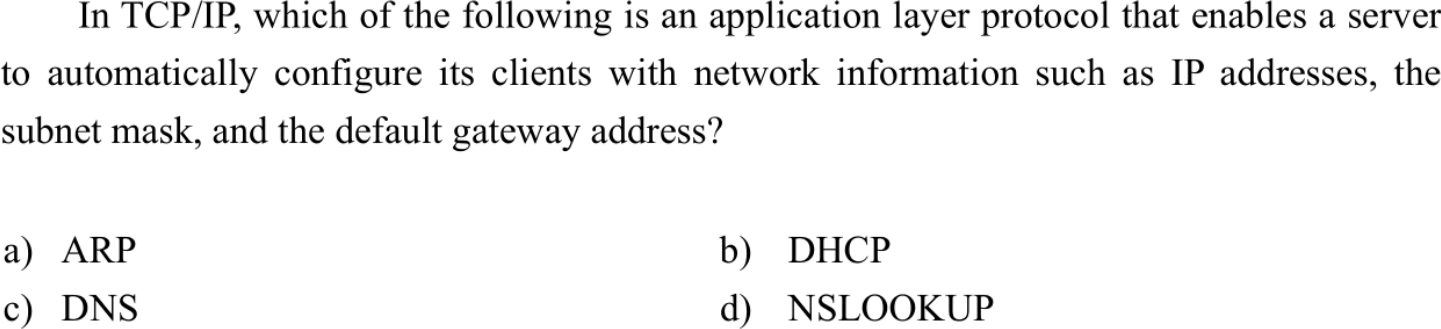 In TCP/IP, which of the following is an application layer protocol that enables a server
to automatically configure its clients with network information such as IP addresses, the
subnet mask, and the default gateway address?
a) ARP b) DHCP
c) DNS d) NSLOOKUP